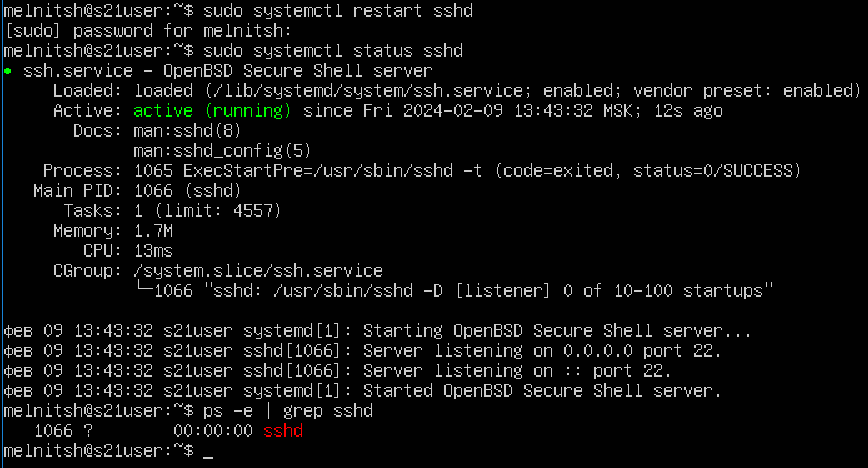 melnitsh@s21user:~$ sudo systemctl restart sshd
[sudo] password for melnitsh:
melnitsh@s21user:~$ sudo systemctl status sshd
● ssh.service - OpenBSD Secure Shell server
     Loaded: loaded (/lib/systemd/system/ssh.service; enabled; vendor preset: enabled)
     Active: active (running) since Fri 2024-02-09 13:43:32 MSK; 12s ago
       Docs: man:sshd(8)
             man:sshd_config(5)
    Process: 1065 ExecStartPre=/usr/sbin/sshd -t (code=exited, status=0/SUCCESS)
   Main PID: 1066 (sshd)
      Tasks: 1 (limit: 4557)
     Memory: 1.7M
        CPU: 13ms
     CGroup: /system.slice/ssh.service
             └─1066 "sshd: /usr/sbin/sshd -D [listener] 0 of 10-100 startups"

фев 09 13:43:32 s21user systemd[1]: Starting OpenBSD Secure Shell server...
фев 09 13:43:32 s21user sshd[1066]: Server listening on 0.0.0.0 port 22.
фев 09 13:43:32 s21user sshd[1066]: Server listening on :: port 22.
фев 09 13:43:32 s21user systemd[1]: Started OpenBSD Secure Shell server.
melnitsh@s21user:~$ ps -e | grep sshd
   1066 ?        00:00:00 sshd
melnitsh@s21user:~$ _